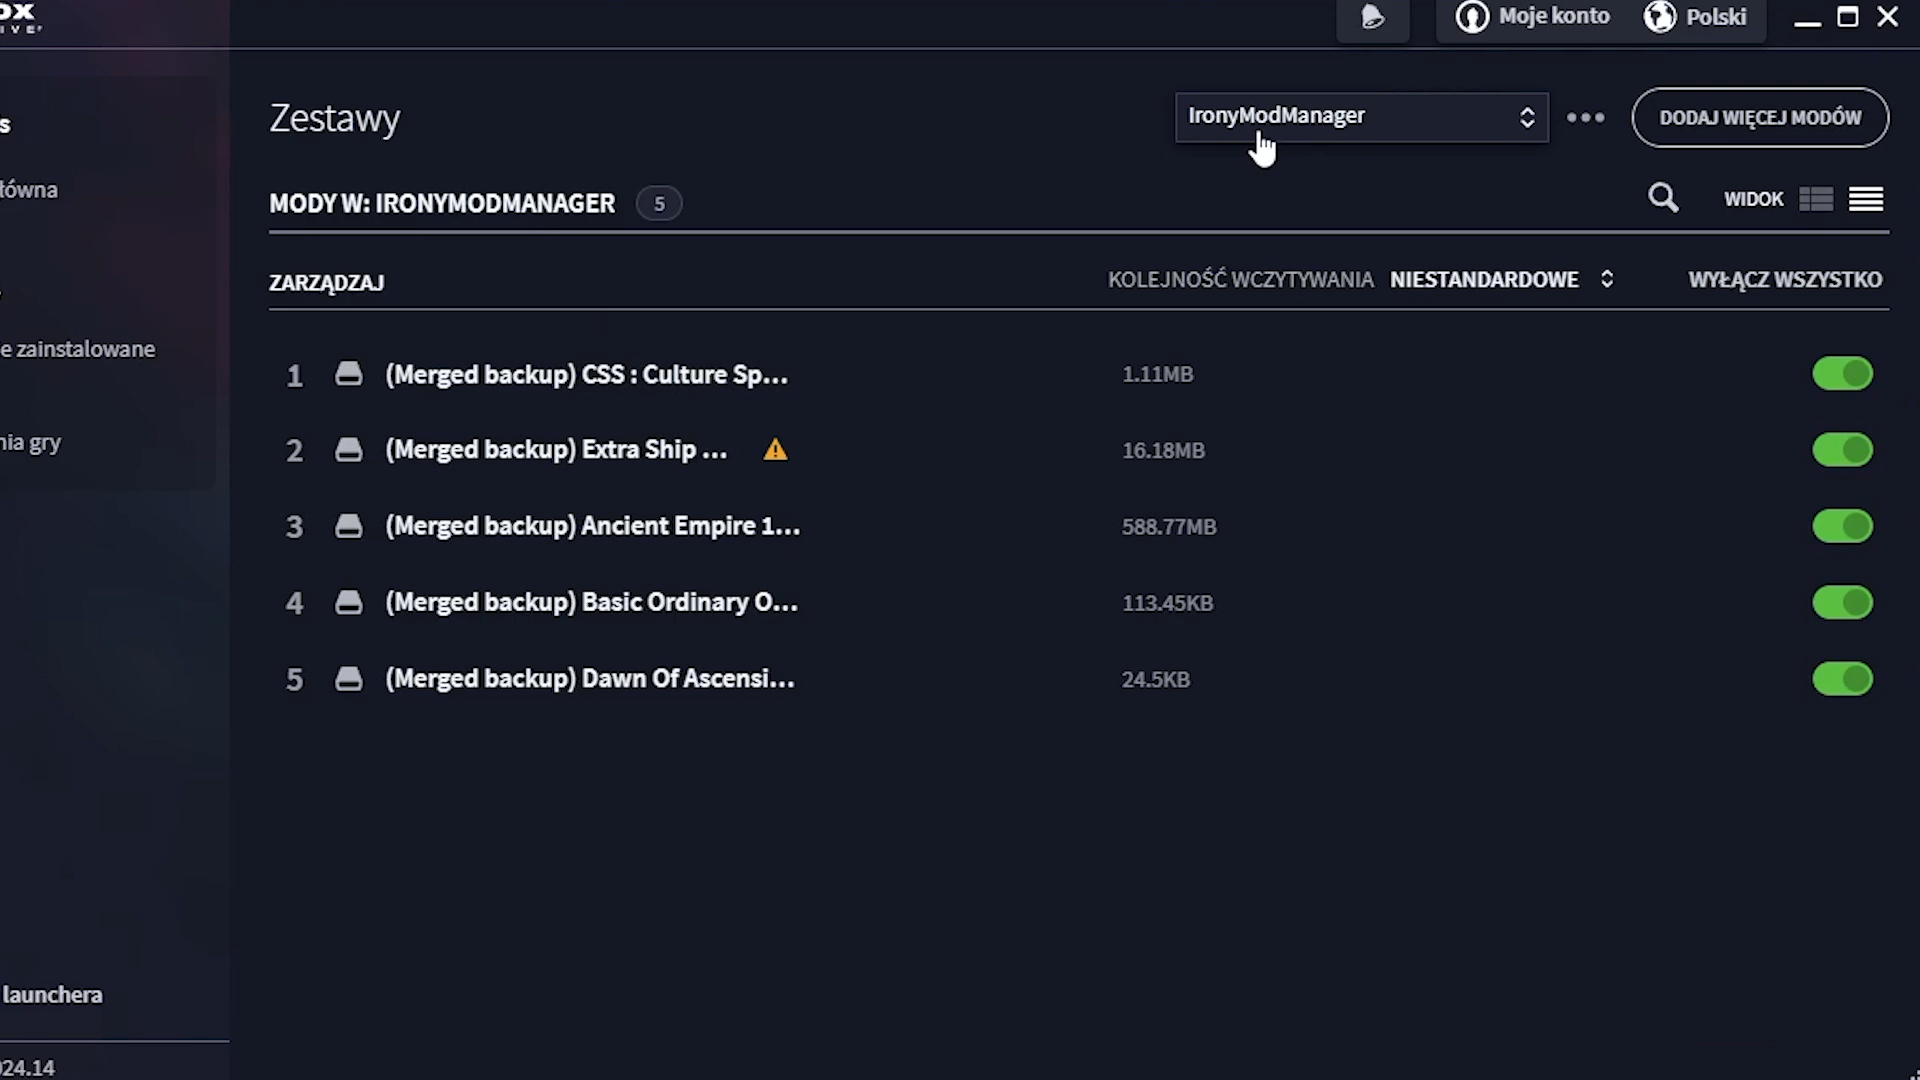 Moje konto
Polski
Zestawy
IronyModManager
DODAJ WIĘCEJ MODÓW
MODY W: IRONYMODMANAGER
5
WIDOK
ZARZĄDZAJ
KOLEJNOŚĆ WCZYTYWANIA
NIESTANDARDOWE
WYŁĄCZ WSZYSTKO
1 (Merged backup) CSS : Culture Sp... 1.11MB
2 (Merged backup) Extra Ship ... 16.18MB
3 (Merged backup) Ancient Empire 1... 588.77MB
4 (Merged backup) Basic Ordinary O... 113.45KB
5 (Merged backup) Dawn Of Ascensi... 24.5KB
ox
IVE
s
łówna
e zainstalowane
nia gry
launchera
024.14